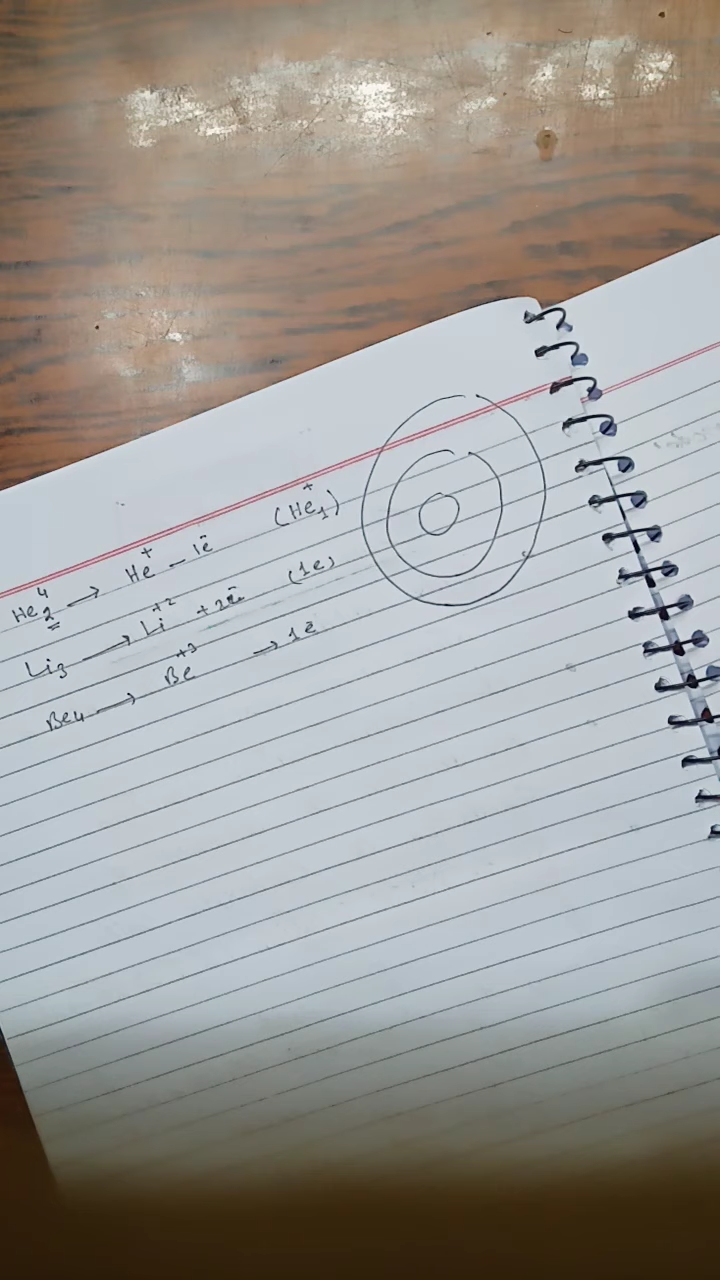 He₂⁴ → He⁺ - 1ē (He₁⁺)
Li₃ → Li⁺² + 2ē (1e)
Be₄ → Be⁺³ → 1ē